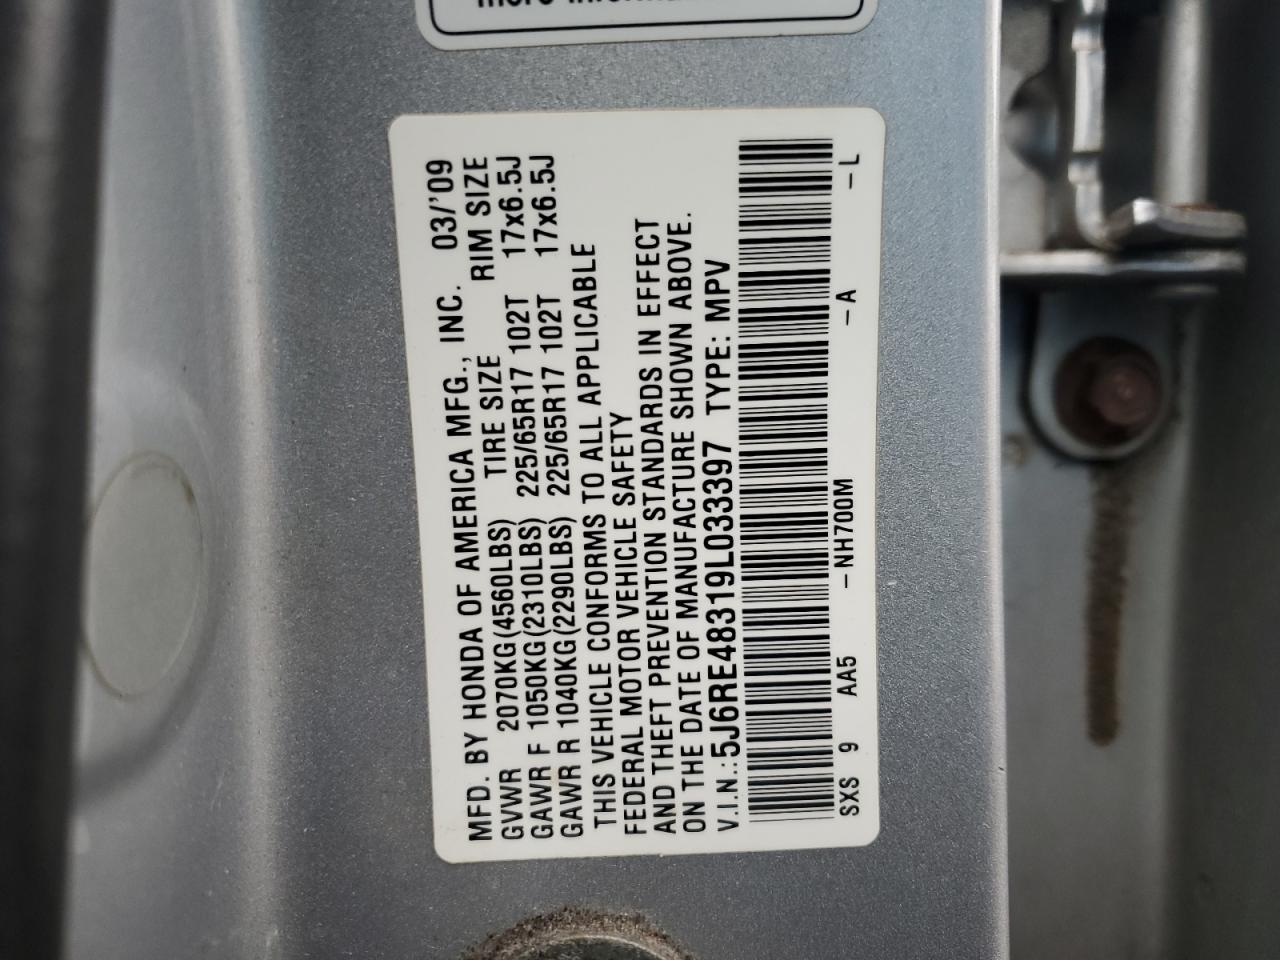 MFD. BY HONDA OF AMERICA MFG., INC. 03/'09
GVWR 2070KG(4560LBS) TIRE SIZE RIM SIZE
GAWR F 1050KG(2310LBS) 225/65R17 102T 17x6.5J
GAWR R 1040KG(2290LBS) 225/65R17 102T 17x6.5J
THIS VEHICLE CONFORMS TO ALL APPLICABLE
FEDERAL MOTOR VEHICLE SAFETY
AND THEFT PREVENTION STANDARDS IN EFFECT
ON THE DATE OF MANUFACTURE SHOWN ABOVE.
V.I.N.: 5J6RE48319L033397 TYPE: MPV
SXS 9 AA5 -NH700M -A -L